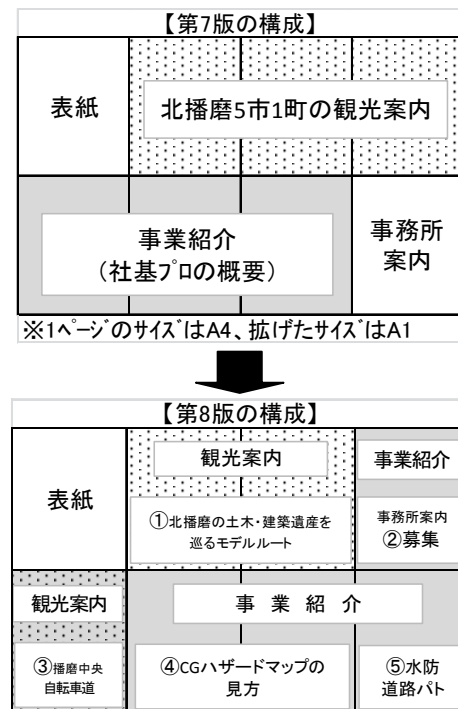 【第7版の構成】
表紙
北播磨5市1町の観光案内
事業紹介
(社基プロの概要)
事務所
案内
※1ページのサイズはA4、拡げたサイズはA1
【第8版の構成】
表紙
観光案内
①北播磨の土木・建築遺産を
巡るモデルルート
事業紹介
事務所案内
②募集
観光案内
③播磨中央
自転車道
事業紹介
④CGハザードマップの
見方
⑤水防
道路パト